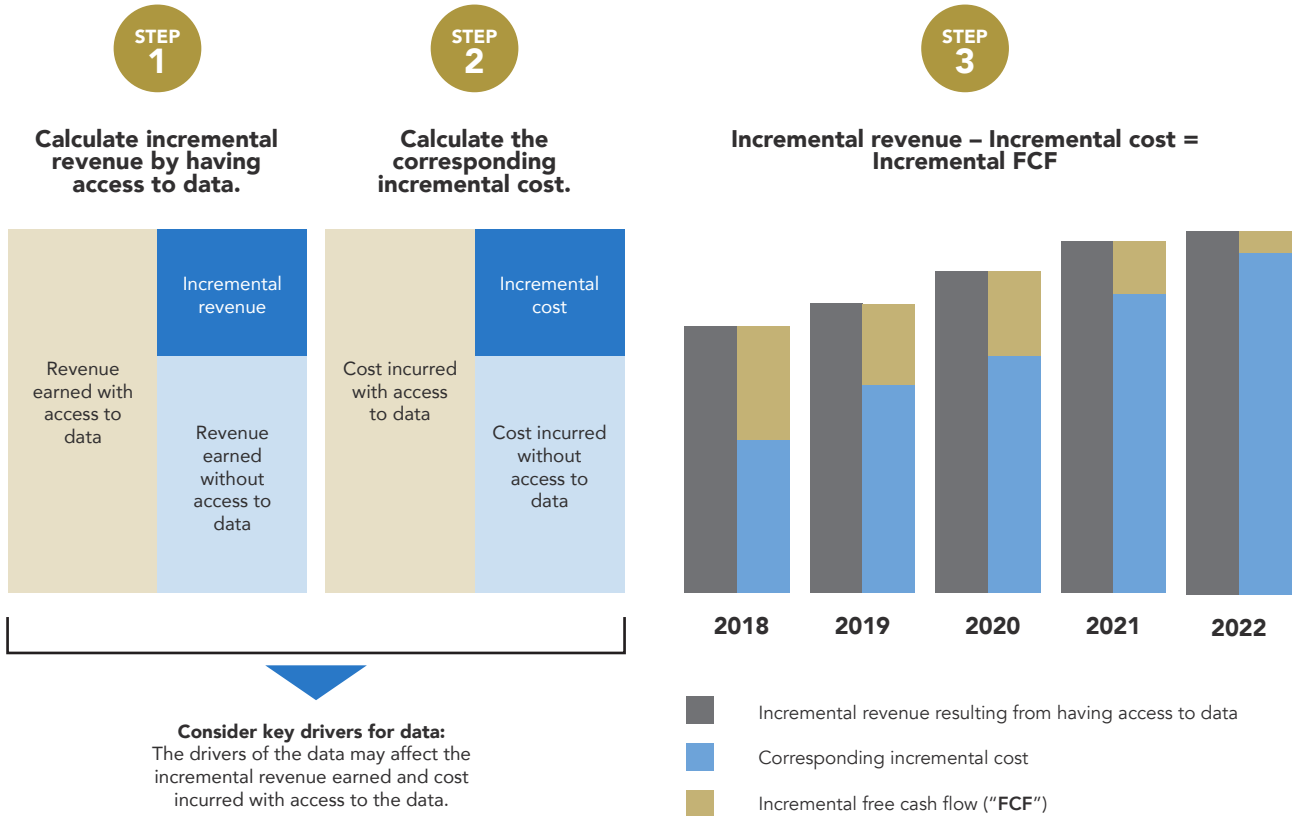 STEP
1
Calculate incremental
revenue by having
access to data.
Revenue
earned with
access to
data
Incremental
revenue
Revenue
earned
without
access to
data
STEP
2
Calculate the
corresponding
incremental cost.
Cost incurred
with access
to data
Incremental
cost
Cost incurred
without
access to
data
Consider key drivers for data:
The drivers of the data may affect the
incremental revenue earned and cost
incurred with access to the data.
STEP
3
Incremental revenue – Incremental cost =
Incremental FCF
2018 2019 2020 2021 2022
Incremental revenue resulting from having access to data
Corresponding incremental cost
Incremental free cash flow (“FCF”)